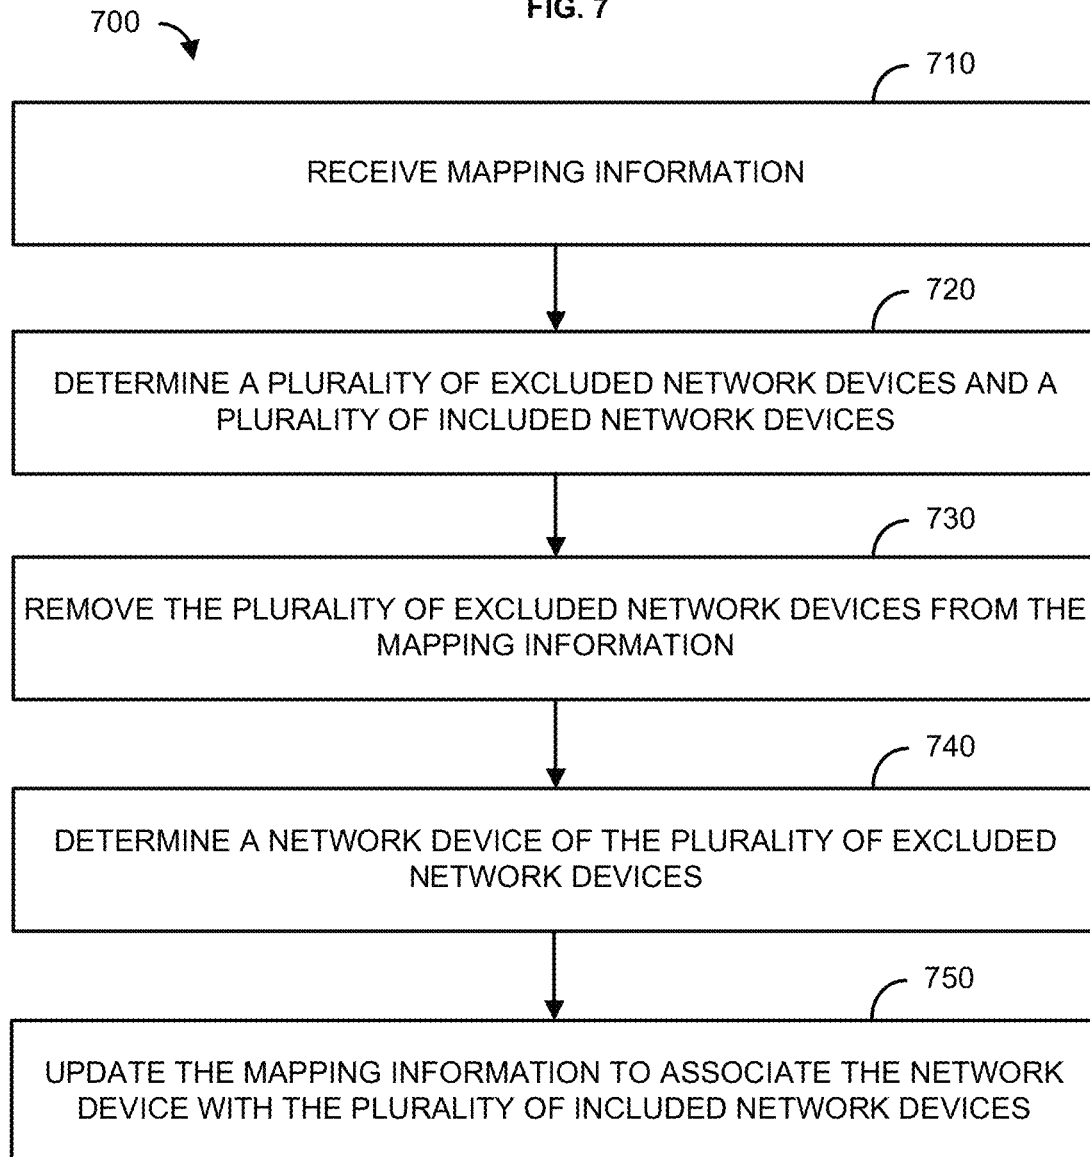 FIG. 7
700
710
RECEIVE MAPPING INFORMATION
720
DETERMINE A PLURALITY OF EXCLUDED NETWORK DEVICES AND A
PLURALITY OF INCLUDED NETWORK DEVICES
730
REMOVE THE PLURALITY OF EXCLUDED NETWORK DEVICES FROM THE
MAPPING INFORMATION
740
DETERMINE A NETWORK DEVICE OF THE PLURALITY OF EXCLUDED
NETWORK DEVICES
750
UPDATE THE MAPPING INFORMATION TO ASSOCIATE THE NETWORK
DEVICE WITH THE PLURALITY OF INCLUDED NETWORK DEVICES